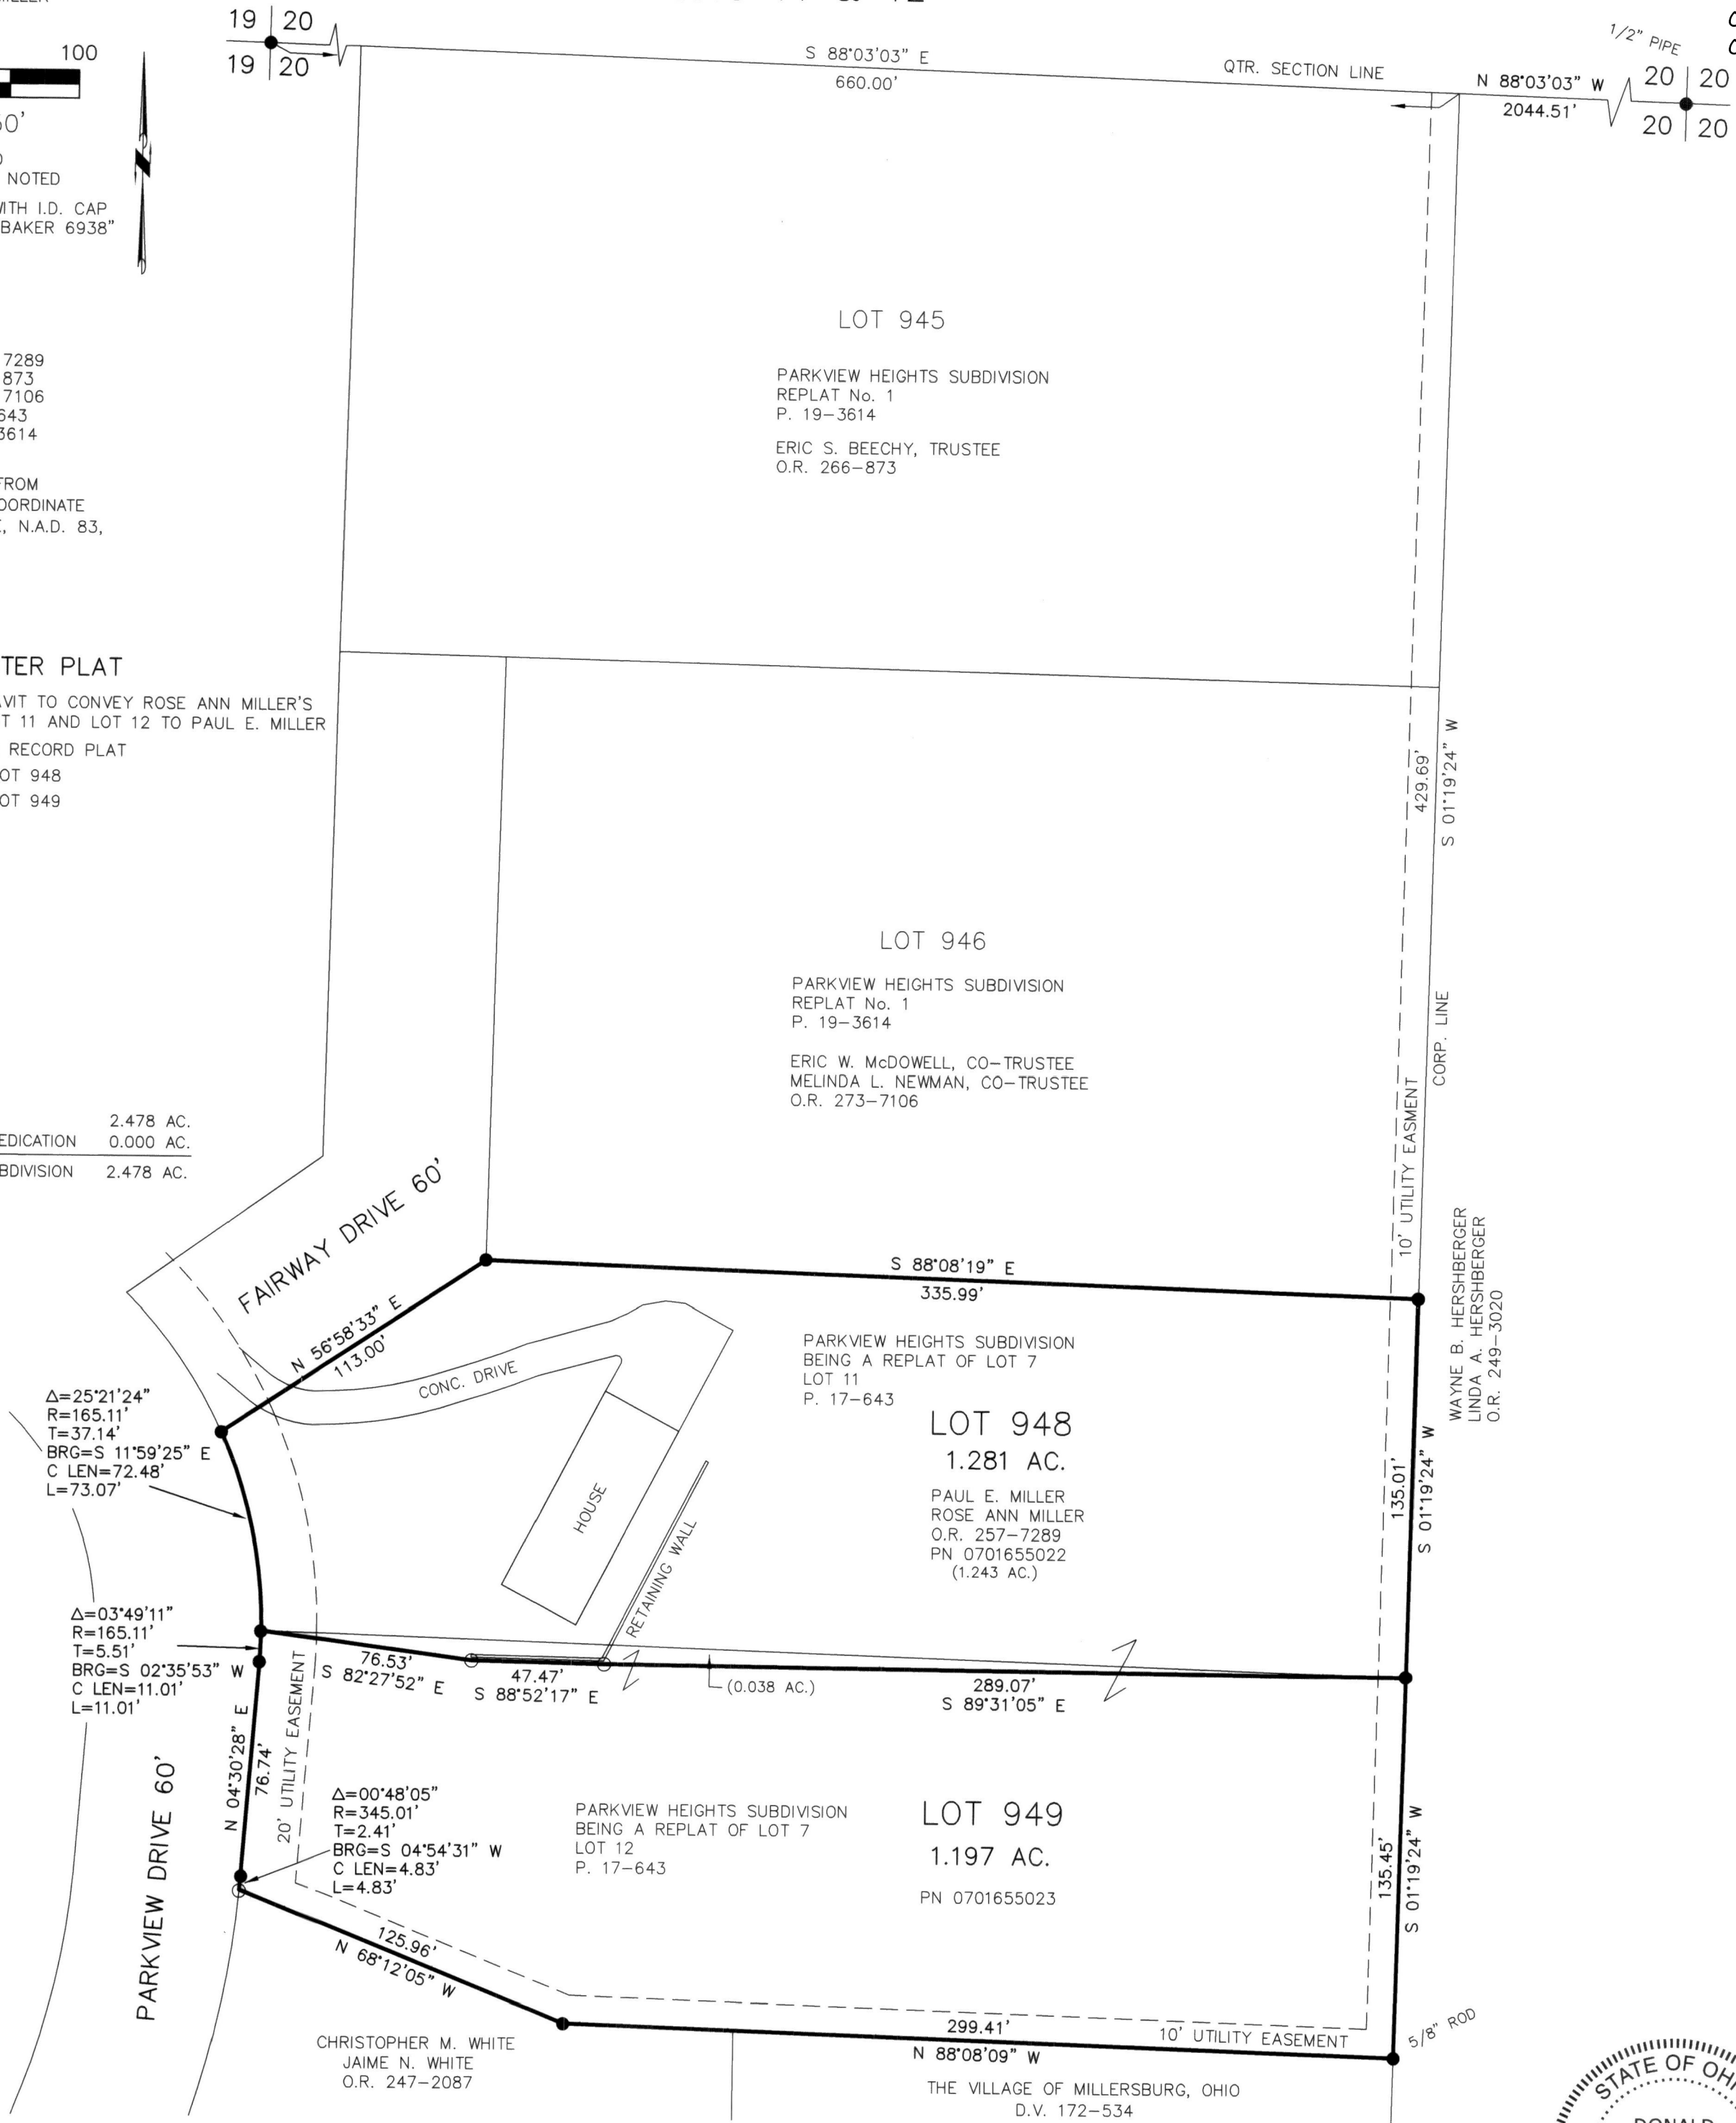 19 20
19 20
S 88°03'03" E
660.00'
QTR. SECTION LINE
N 88°03'03" W
2044.51'
1/2" PIPE
20 20
20 20
100
NOTED
WITH I.D. CAP
BAKER 6938"
7289
873
7106
643
3614
FROM
COORDINATE
N.A.D. 83,
TER PLAT
AVIT TO CONVEY ROSE ANN MILLER'S
T 11 AND LOT 12 TO PAUL E. MILLER
RECORD PLAT
OT 948
OT 949
2.478 AC.
EDICATION 0.000 AC.
BDIVISION 2.478 AC.
LOT 945
PARKVIEW HEIGHTS SUBDIVISION
REPLAT No. 1
P. 19-3614
ERIC S. BEECHY, TRUSTEE
O.R. 266-873
429.69'
S 01°19'24" W
LOT 946
PARKVIEW HEIGHTS SUBDIVISION
REPLAT No. 1
P. 19-3614
ERIC W. McDOWELL, CO-TRUSTEE
MELINDA L. NEWMAN, CO-TRUSTEE
O.R. 273-7106
CORP. LINE
10' UTILITY EASMENT
WAYNE B. HERSHBERGER
LINDA A. HERSHBERGER
O.R. 249-3020
FAIRWAY DRIVE 60'
S 88°08'19" E
335.99'
N 56°58'33" E
113.00'
CONC. DRIVE
PARKVIEW HEIGHTS SUBDIVISION
BEING A REPLAT OF LOT 7
LOT 11
P. 17-643
LOT 948
1.281 AC.
PAUL E. MILLER
ROSE ANN MILLER
O.R. 257-7289
PN 0701655022
(1.243 AC.)
135.01'
S 01°19'24" W
HOUSE
RETAINING WALL
Δ=25°21'24"
R=165.11'
T=37.14'
BRG=S 11°59'25" E
C LEN=72.48'
L=73.07'
Δ=03°49'11"
R=165.11'
T=5.51'
BRG=S 02°35'53" W
C LEN=11.01'
L=11.01'
76.53'
S 82°27'52" E
47.47'
S 88°52'17" E
(0.038 AC.)
289.07'
S 89°31'05" E
N 04°30'28" E
76.74'
20' UTILITY EASEMENT
PARKVIEW DRIVE 60'
Δ=00°48'05"
R=345.01'
T=2.41'
BRG=S 04°54'31" W
C LEN=4.83'
L=4.83'
PARKVIEW HEIGHTS SUBDIVISION
BEING A REPLAT OF LOT 7
LOT 12
P. 17-643
LOT 949
1.197 AC.
PN 0701655023
135.45'
S 01°19'24" W
125.96'
N 68°12'05" W
299.41'
N 88°08'09" W
10' UTILITY EASEMENT
5/8" ROD
CHRISTOPHER M. WHITE
JAIME N. WHITE
O.R. 247-2087
THE VILLAGE OF MILLERSBURG, OHIO
D.V. 172-534
STATE OF OH
DONALD